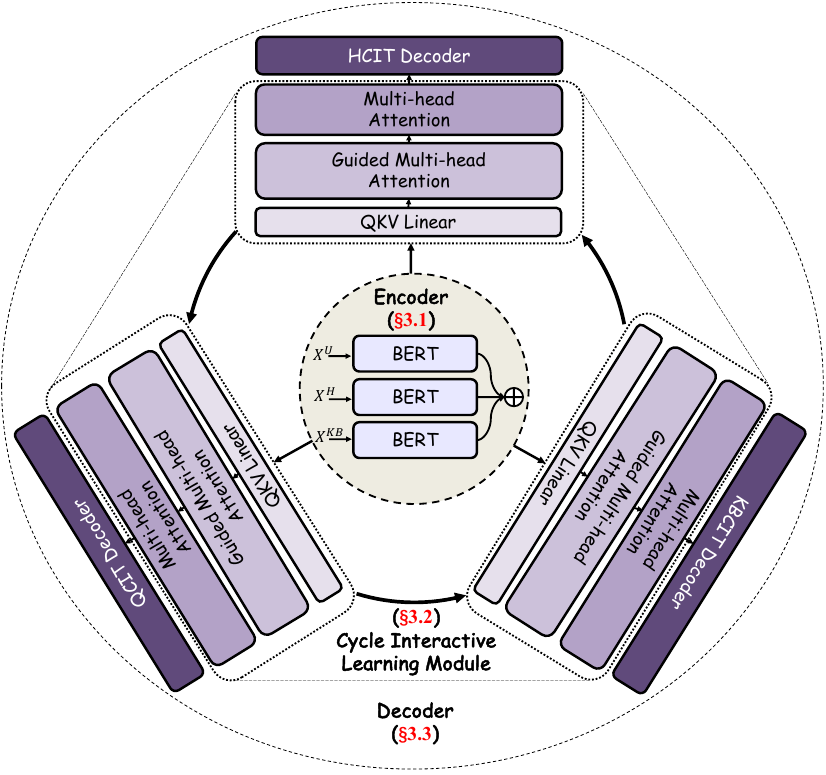 HCIT Decoder
Multi-head
Attention
Guided Multi-head
Attention
QKV Linear
Encoder
(§3.1)
X^U
BERT
X^H
BERT
X^{KB}
BERT
QKV Linear
Guided Multi-head
Attention
Multi-head
Attention
QCIT Decoder
QKV Linear
Guided Multi-head
Attention
Multi-head
Attention
KBCIT Decoder
(§3.2)
Cycle Interactive
Learning Module
Decoder
(§3.3)